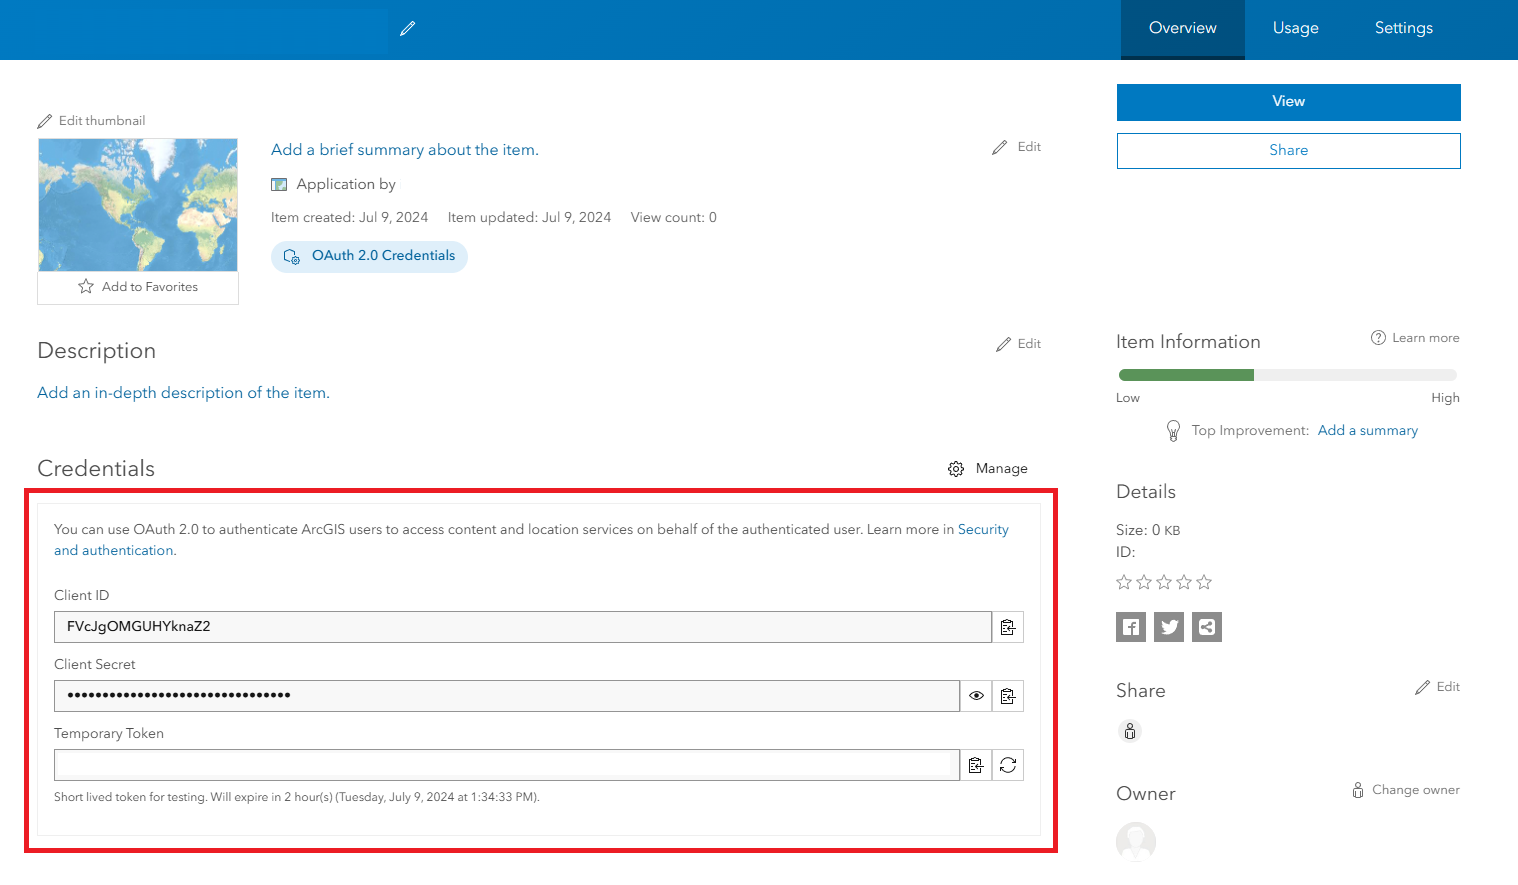 Overview
Usage
Settings
View
Share
Edit thumbnail
Add a brief summary about the item.
Edit
Application by
Item created: Jul 9, 2024 Item updated: Jul 9, 2024 View count: 0
OAuth 2.0 Credentials
Add to Favorites
Description
Edit
Add an in-depth description of the item.
Credentials
Manage
You can use OAuth 2.0 to authenticate ArcGIS users to access content and location services on behalf of the authenticated user. Learn more in Security
and authentication.
Client ID
FVcJgOMGUHYknaZ2
Client Secret
••••••••••••••••••••••••••••••••
Temporary Token
Short lived token for testing. Will expire in 2 hour(s) (Tuesday, July 9, 2024 at 1:34:33 PM).
Item Information
Learn more
Low
High
Top Improvement: Add a summary
Details
Size: 0 KB
ID:
Share
Edit
Owner
Change owner